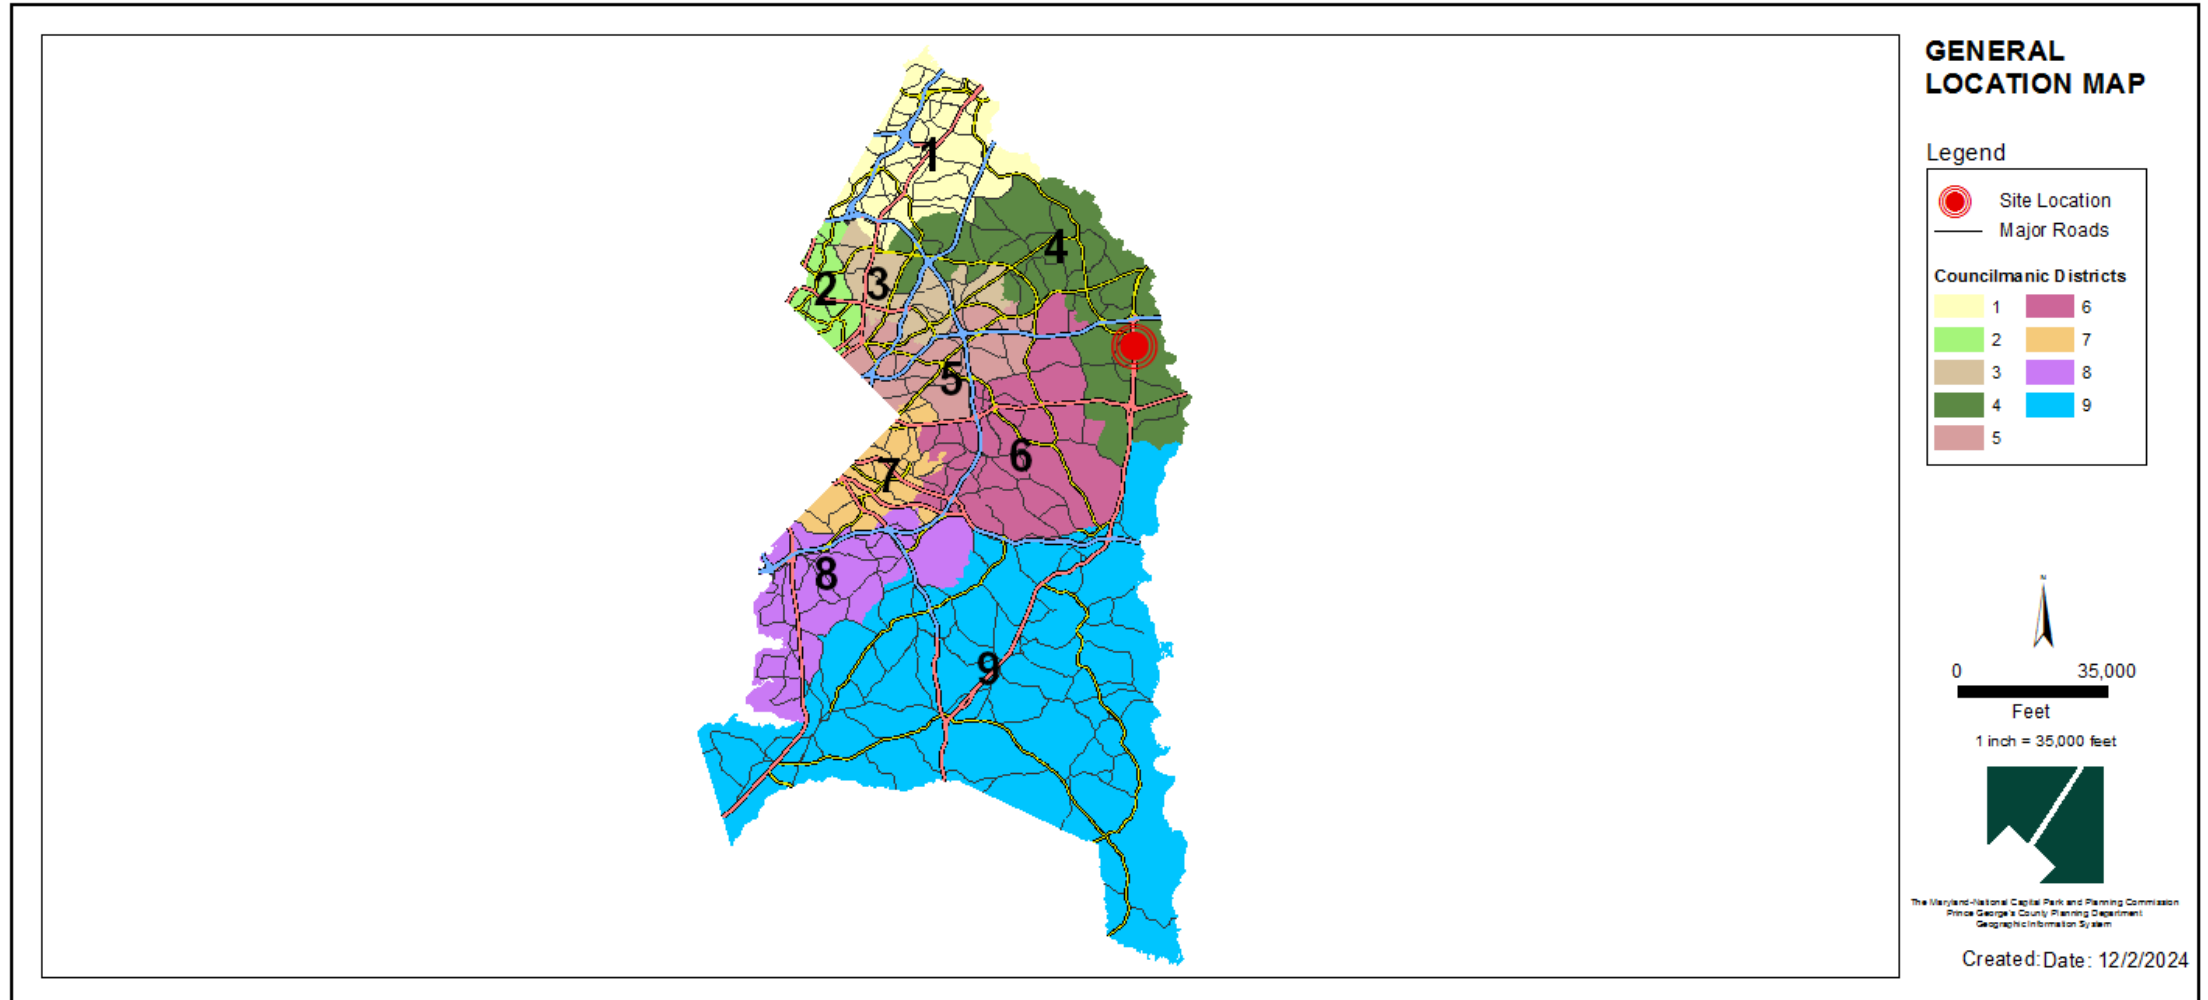 GENERAL
LOCATION MAP
Legend
Site Location
Major Roads
Councilmanic Districts
1 6
2 7
3 8
4 9
5
1
2
3
4
5
6
7
8
9
N
0 35,000
Feet
1 inch = 35,000 feet
The Maryland-National Capital Park and Planning Commission
Prince George's County Planning Department
Geographic Information System
Created: Date: 12/2/2024